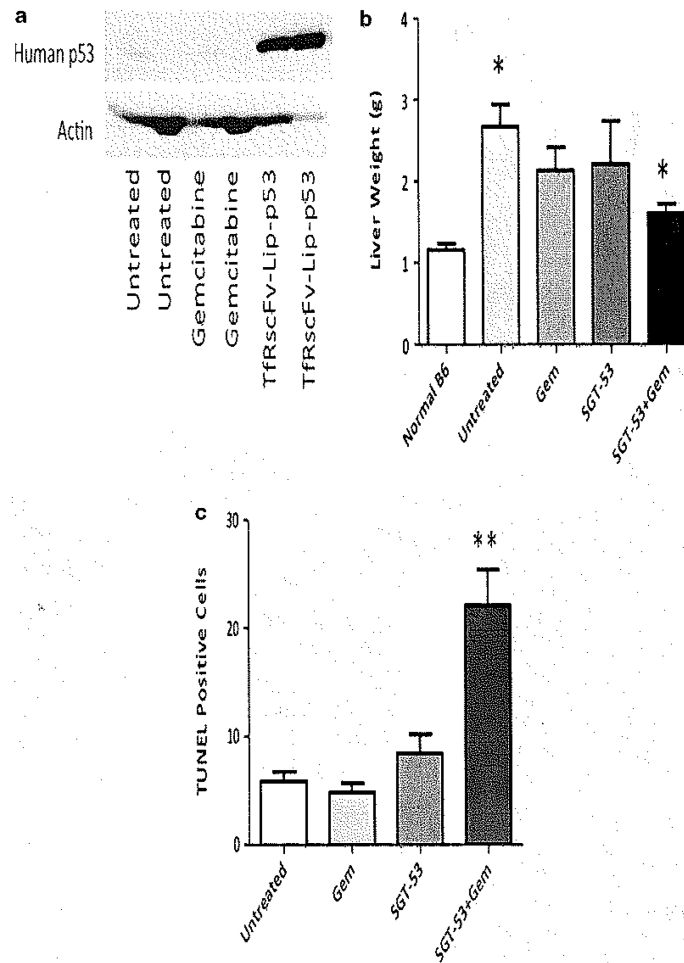 a
Human p53
Actin
Untreated
Untreated
Gemcitabine
Gemcitabine
TfRscFv-Lip-p53
TfRscFv-Lip-p53
b
Liver Weight (g)
4
3
2
1
0
*
*
Normal B6
Untreated
Gem
SGT-53
SGT-53+Gem
c
TUNEL Positive Cells
30
20
10
0
**
Untreated
Gem
SGT-53
SGT-53+Gem